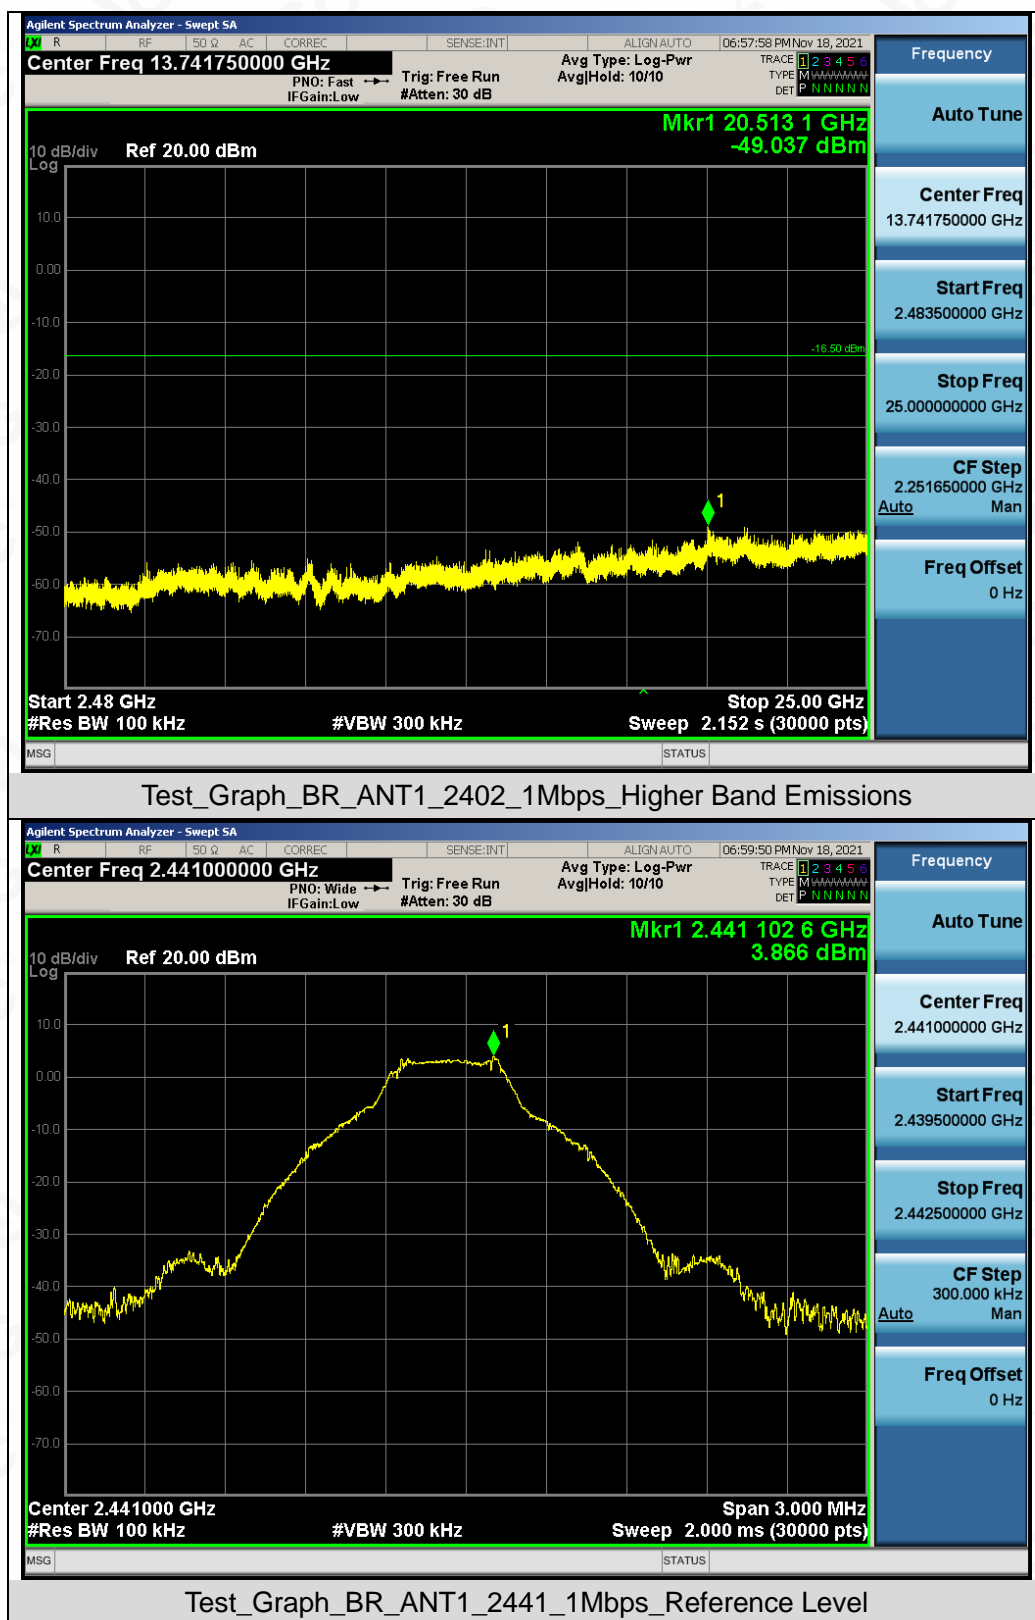 Agilent Spectrum Analyzer - Swept SA
LXI R RF 50 Ω AC CORREC SENSE:INT ALIGN AUTO 06:57:58 PM Nov 18, 2021
Center Freq 13.741750000 GHz
Avg Type: Log-Pwr
TRACE 1 2 3 4 5 6
PNO: Fast
Trig: Free Run
Avg|Hold: 10/10
TYPE M
IFGain:Low
#Atten: 30 dB
DET P N N N N N
Mkr1 20.513 1 GHz
-49.037 dBm
10 dB/div
Log
Ref 20.00 dBm
10.0
0.00
-10.0
-16.50 dBm
-20.0
-30.0
-40.0
1
-50.0
-60.0
-70.0
Start 2.48 GHz
Stop 25.00 GHz
#Res BW 100 kHz
#VBW 300 kHz
Sweep 2.152 s (30000 pts)
MSG
STATUS
Frequency
Auto Tune
Center Freq
13.741750000 GHz
Start Freq
2.483500000 GHz
Stop Freq
25.000000000 GHz
CF Step
2.251650000 GHz
Auto Man
Freq Offset
0 Hz
Test_Graph_BR_ANT1_2402_1Mbps_Higher Band Emissions
Agilent Spectrum Analyzer - Swept SA
LXI R RF 50 Ω AC CORREC SENSE:INT ALIGN AUTO 06:59:50 PM Nov 18, 2021
Center Freq 2.441000000 GHz
Avg Type: Log-Pwr
TRACE 1 2 3 4 5 6
PNO: Wide
Trig: Free Run
Avg|Hold: 10/10
TYPE M
IFGain:Low
#Atten: 30 dB
DET P N N N N N
Mkr1 2.441 102 6 GHz
3.866 dBm
10 dB/div
Log
Ref 20.00 dBm
10.0
1
0.00
-10.0
-20.0
-30.0
-40.0
-50.0
-60.0
-70.0
Center 2.441000 GHz
Span 3.000 MHz
#Res BW 100 kHz
#VBW 300 kHz
Sweep 2.000 ms (30000 pts)
MSG
STATUS
Frequency
Auto Tune
Center Freq
2.441000000 GHz
Start Freq
2.439500000 GHz
Stop Freq
2.442500000 GHz
CF Step
300.000 kHz
Auto Man
Freq Offset
0 Hz
Test_Graph_BR_ANT1_2441_1Mbps_Reference Level